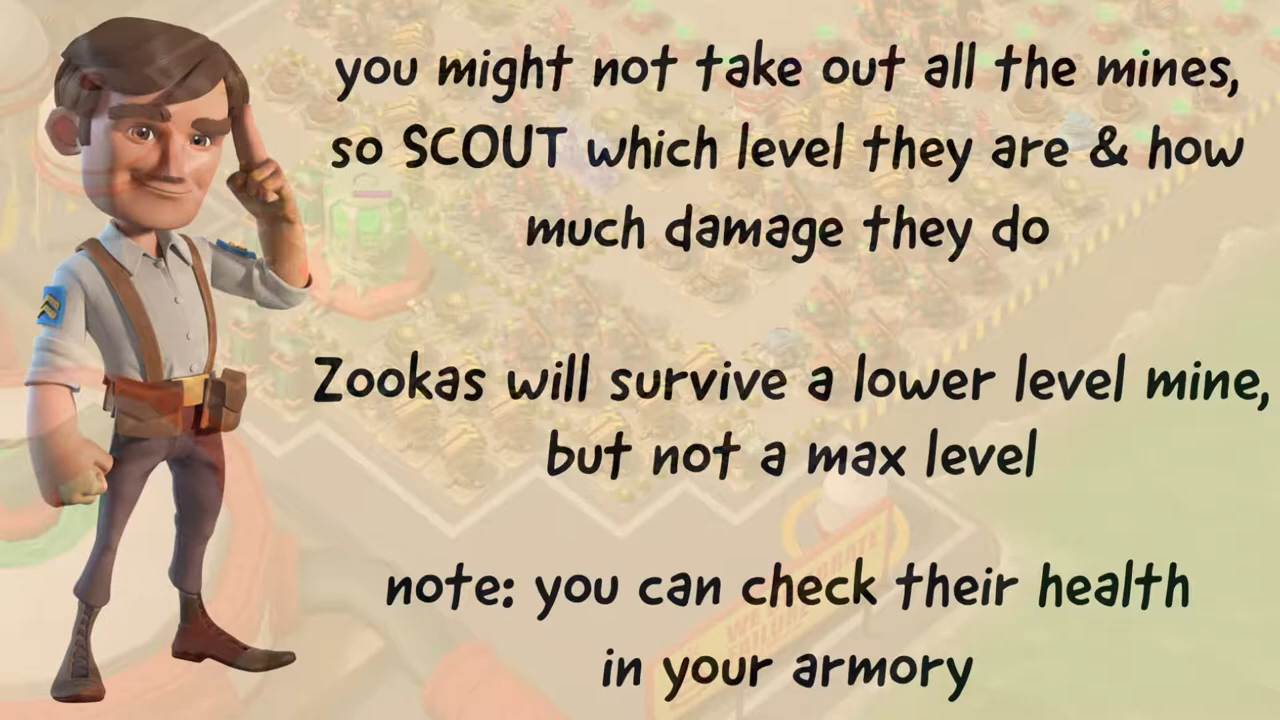 you might not take out all the mines,
so SCOUT which level they are & how
much damage they do
Zookas will survive a lower level mine,
but not a max level
note: you can check their health
in your armory